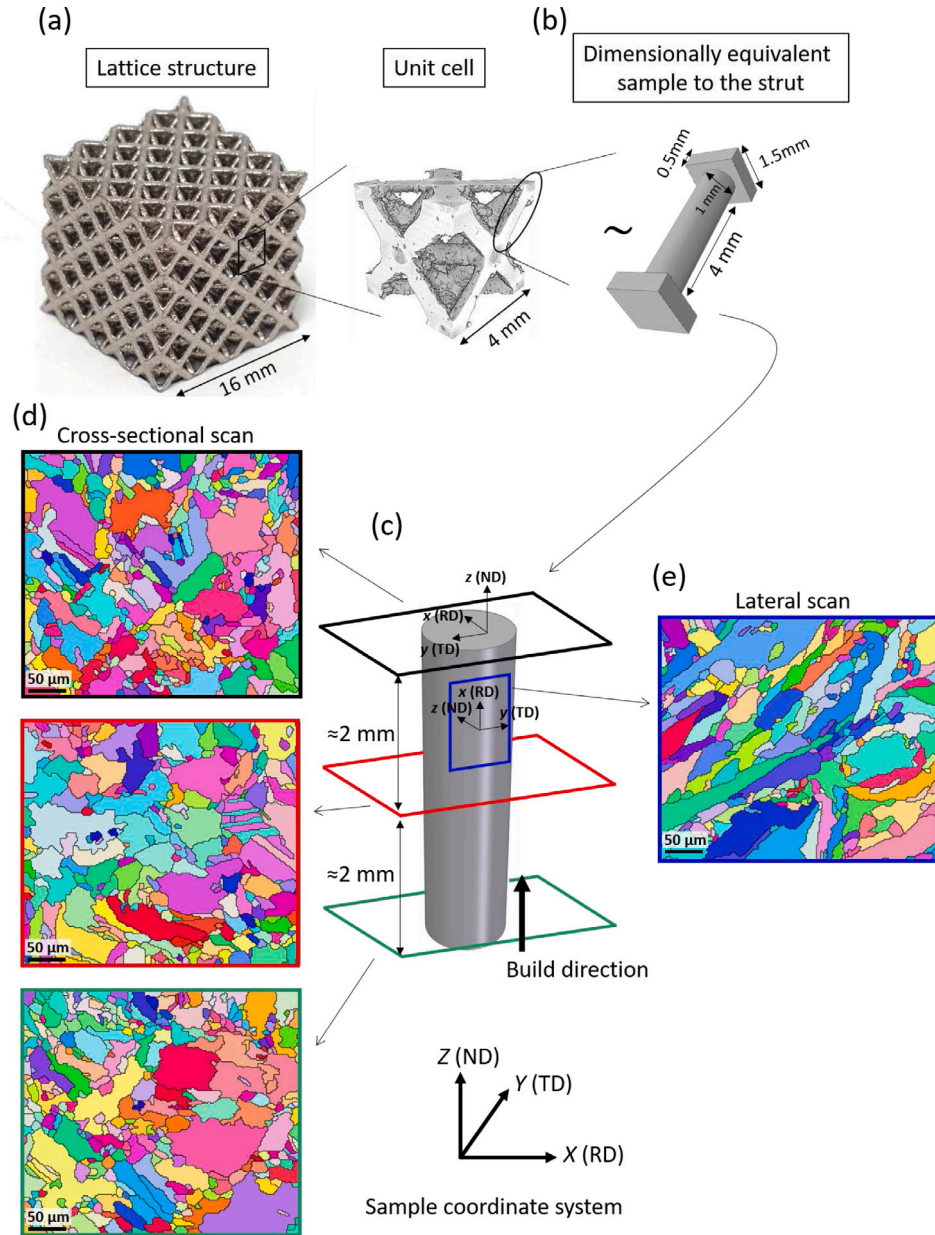 (a)
Lattice structure
Unit cell
(b)
Dimensionally equivalent
sample to the strut
16 mm
4 mm
~
0.5mm
1.5mm
1 mm
4 mm
(d)
Cross-sectional scan
50 µm
50 µm
50 µm
(c)
z (ND)
x (RD)
y (TD)
x (RD)
z (ND)
y (TD)
≈2 mm
≈2 mm
Build direction
(e)
Lateral scan
50 µm
Z (ND)
Y (TD)
X (RD)
Sample coordinate system